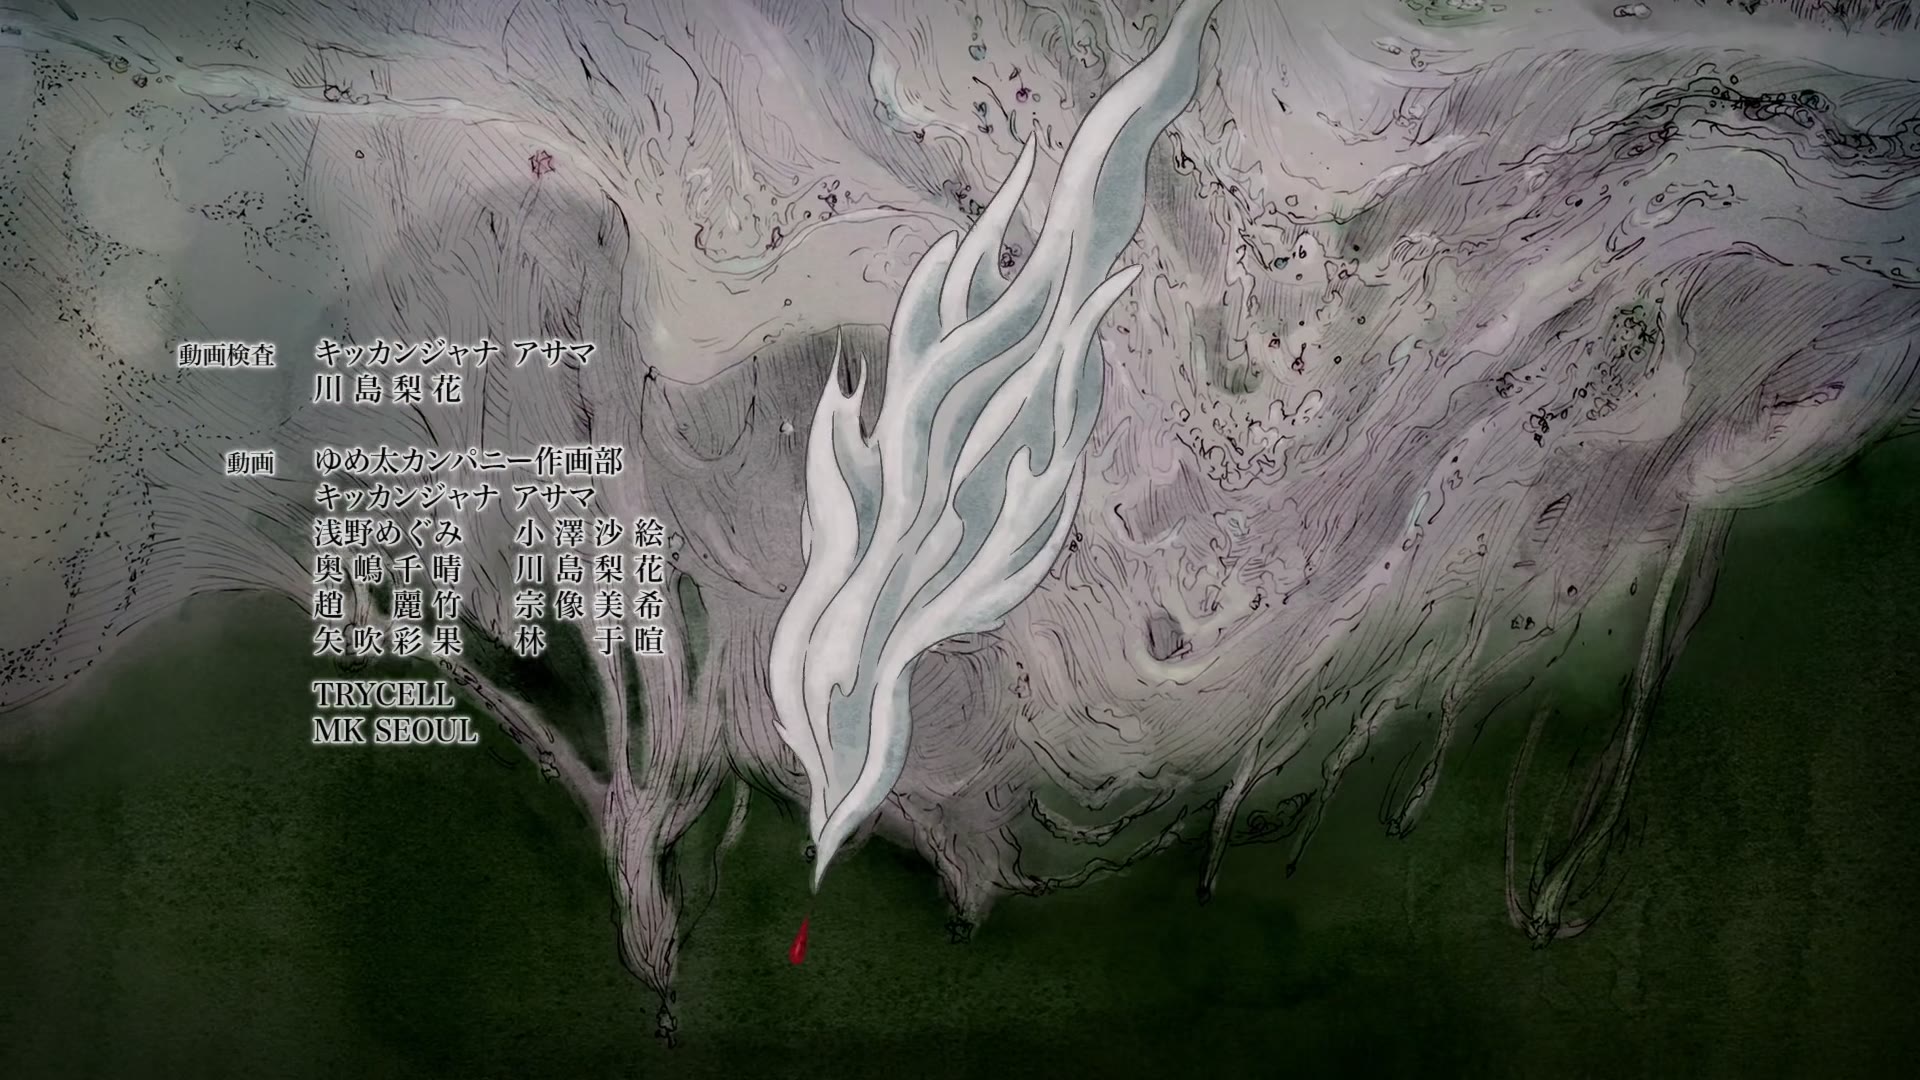 動画検査 キッカンジャナ アサマ
川島梨花
動画 ゆめ太カンパニー作画部
キッカンジャナ アサマ
浅野めぐみ 小澤沙絵
奥嶋千晴 川島梨花
趙麗竹 宗像美希
矢吹彩果 林于暄
TRYCELL
MK SEOUL